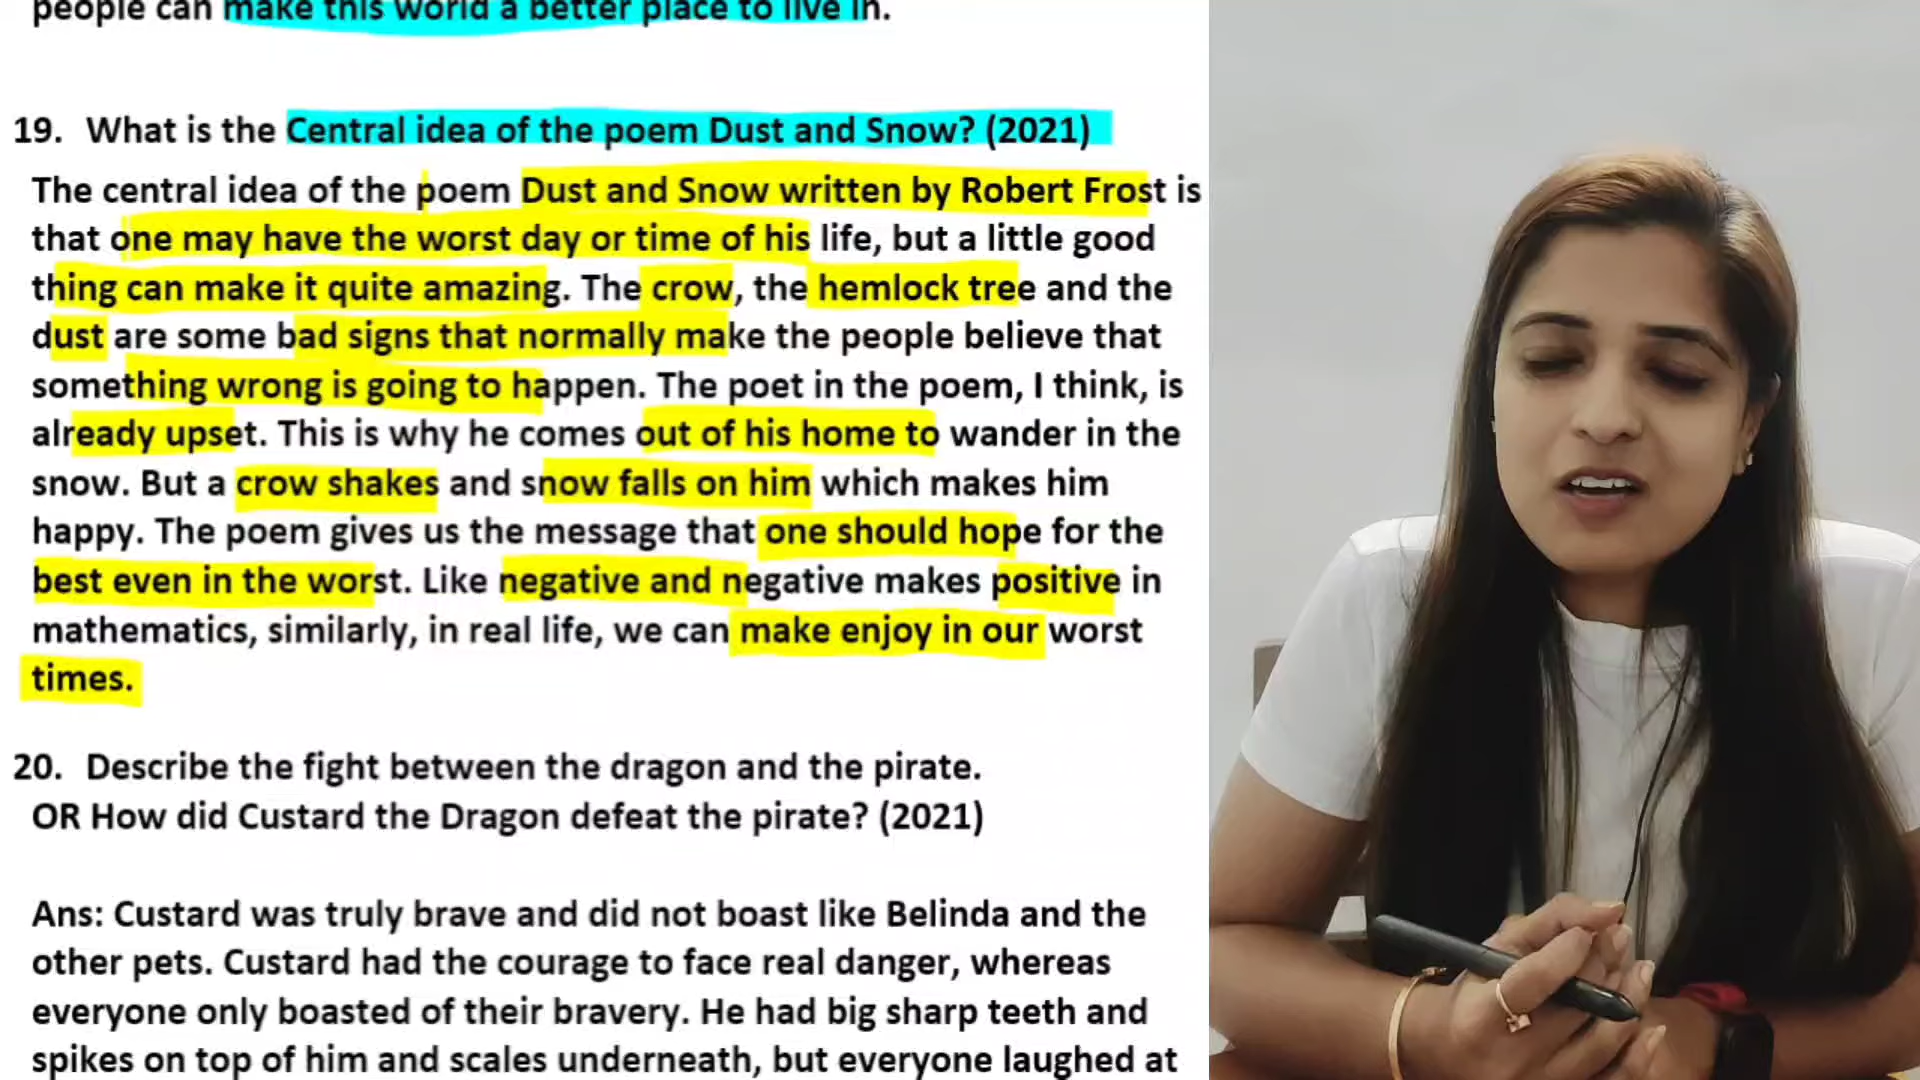 people can make this world a better place to live in.
19. What is the Central idea of the poem Dust and Snow? (2021)
The central idea of the poem Dust and Snow written by Robert Frost is
that one may have the worst day or time of his life, but a little good
thing can make it quite amazing. The crow, the hemlock tree and the
dust are some bad signs that normally make the people believe that
something wrong is going to happen. The poet in the poem, I think, is
already upset. This is why he comes out of his home to wander in the
snow. But a crow shakes and snow falls on him which makes him
happy. The poem gives us the message that one should hope for the
best even in the worst. Like negative and negative makes positive in
mathematics, similarly, in real life, we can make enjoy in our worst
times.
20. Describe the fight between the dragon and the pirate.
OR How did Custard the Dragon defeat the pirate? (2021)
Ans: Custard was truly brave and did not boast like Belinda and the
other pets. Custard had the courage to face real danger, whereas
everyone only boasted of their bravery. He had big sharp teeth and
spikes on top of him and scales underneath, but everyone laughed at